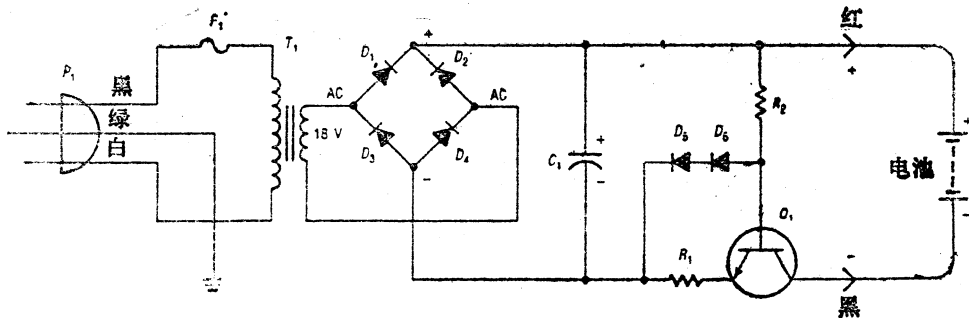 F₁*
T₁
P₁
黑
绿
白
AC
18 V
D₁
D₂
D₃
D₄
AC
+
-
C₁
+
-
D₅
D₆
R₂
R₁
Q₁
红
+
-
黑
+
电池
-